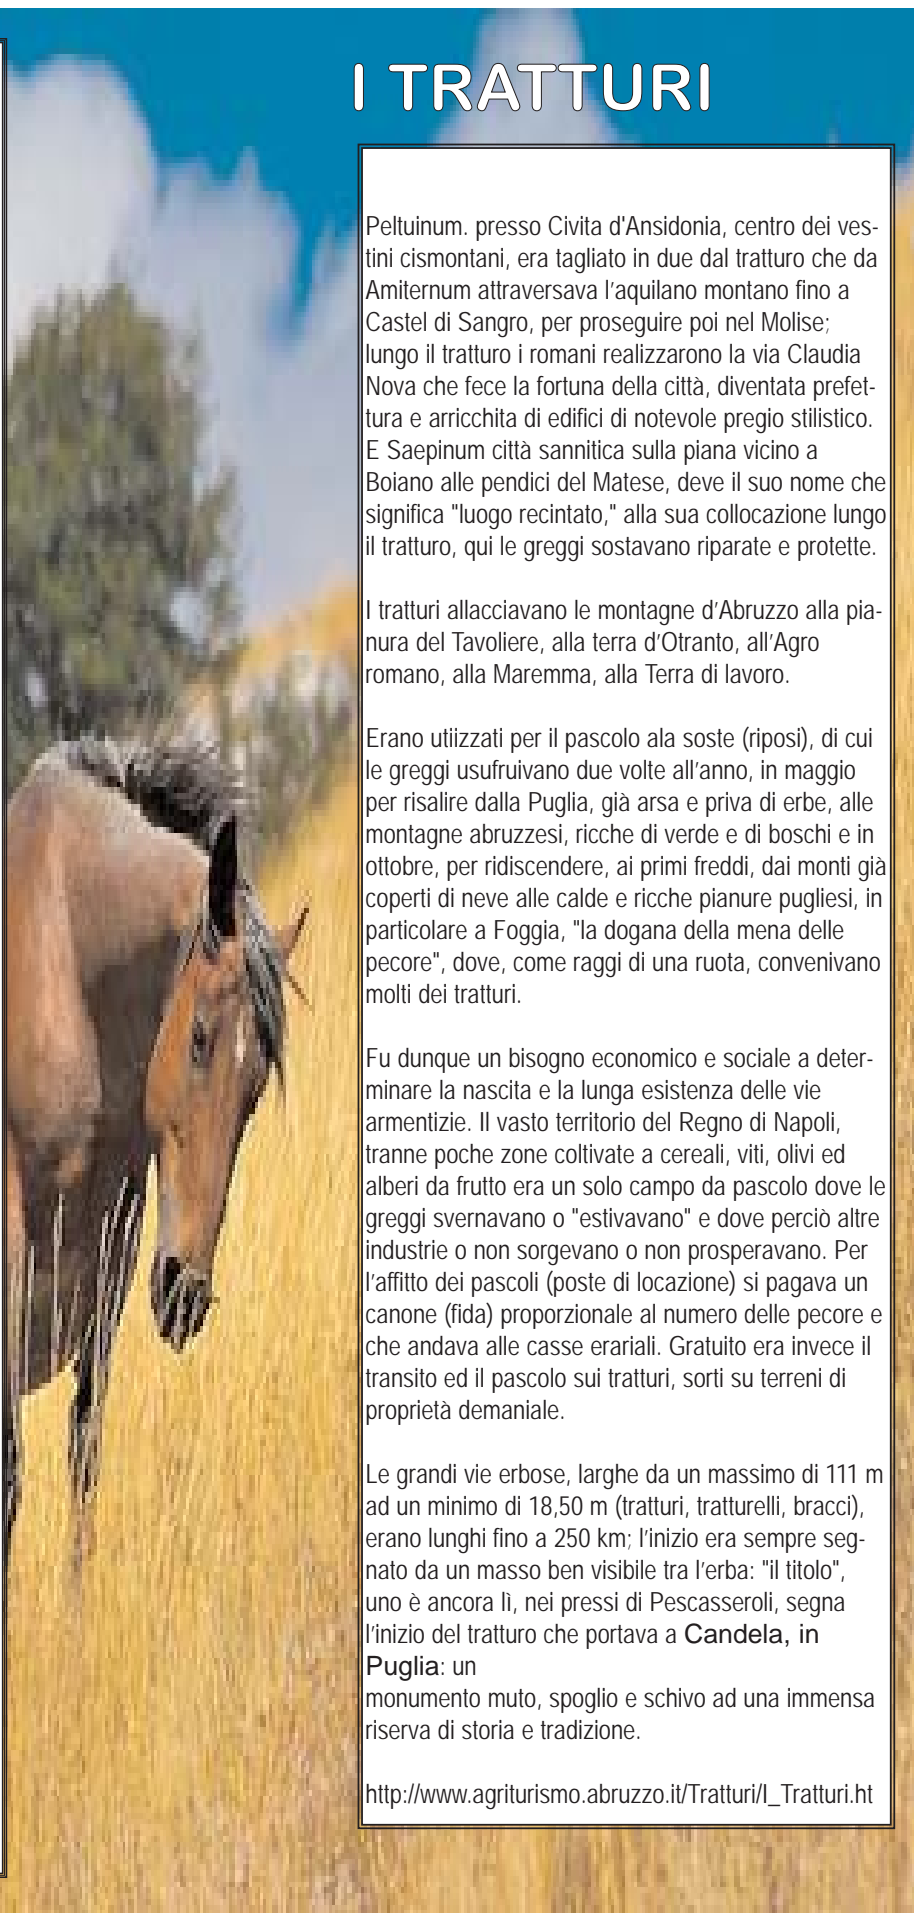 I TRATTURI
Peltuinum. presso Civita d'Ansidonia, centro dei ves-
tini cismontani, era tagliato in due dal tratturo che da
Amiternum attraversava l'aquilano montano fino a
Castel di Sangro, per proseguire poi nel Molise;
lungo il tratturo i romani realizzarono la via Claudia
Nova che fece la fortuna della città, diventata prefet-
tura e arricchita di edifici di notevole pregio stilistico.
E Saepinum città sannitica sulla piana vicino a
Boiano alle pendici del Matese, deve il suo nome che
significa "luogo recintato," alla sua collocazione lungo
il tratturo, qui le greggi sostavano riparate e protette.
I tratturi allacciavano le montagne d'Abruzzo alla pia-
nura del Tavoliere, alla terra d'Otranto, all'Agro
romano, alla Maremma, alla Terra di lavoro.
Erano utiizzati per il pascolo ala soste (riposi), di cui
le greggi usufruivano due volte all'anno, in maggio
per risalire dalla Puglia, già arsa e priva di erbe, alle
montagne abruzzesi, ricche di verde e di boschi e in
ottobre, per ridiscendere, ai primi freddi, dai monti già
coperti di neve alle calde e ricche pianure pugliesi, in
particolare a Foggia, "la dogana della mena delle
pecore", dove, come raggi di una ruota, convenivano
molti dei tratturi.
Fu dunque un bisogno economico e sociale a deter-
minare la nascita e la lunga esistenza delle vie
armentizie. Il vasto territorio del Regno di Napoli,
tranne poche zone coltivate a cereali, viti, olivi ed
alberi da frutto era un solo campo da pascolo dove le
greggi svernavano o "estivavano" e dove perciò altre
industrie o non sorgevano o non prosperavano. Per
l'affitto dei pascoli (poste di locazione) si pagava un
canone (fida) proporzionale al numero delle pecore e
che andava alle casse erariali. Gratuito era invece il
transito ed il pascolo sui tratturi, sorti su terreni di
proprietà demaniale.
Le grandi vie erbose, larghe da un massimo di 111 m
ad un minimo di 18,50 m (tratturi, tratturelli, bracci),
erano lunghi fino a 250 km; l'inizio era sempre seg-
nato da un masso ben visibile tra l'erba: "il titolo",
uno è ancora lì, nei pressi di Pescasseroli, segna
l'inizio del tratturo che portava a Candela, in
Puglia: un
monumento muto, spoglio e schivo ad una immensa
riserva di storia e tradizione.
http://www.agriturismo.abruzzo.it/Tratturi/I_Tratturi.ht